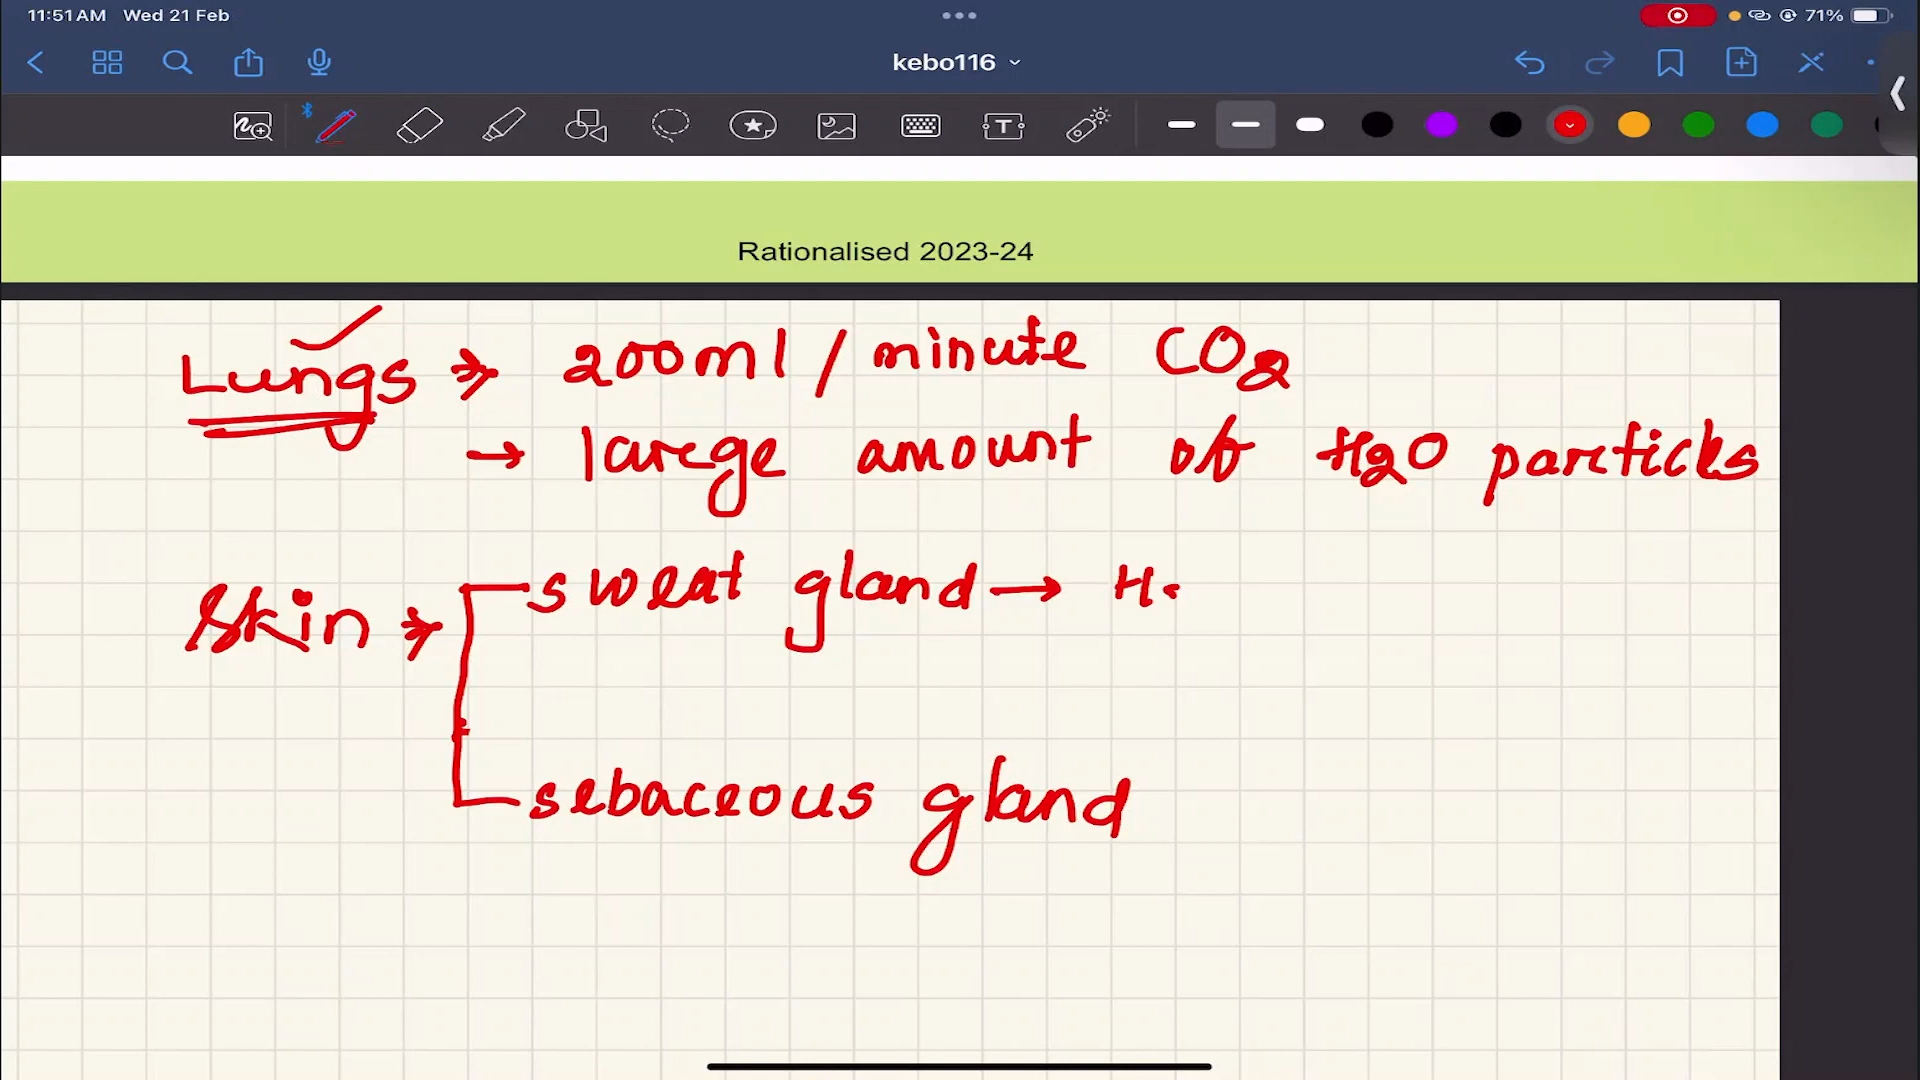 11:51 AM Wed 21 Feb
71%
kebo116
Rationalised 2023-24
Lungs → 200ml / minute CO2
→ large amount of H2O particles
Skin →
sweat gland → H
sebaceous gland